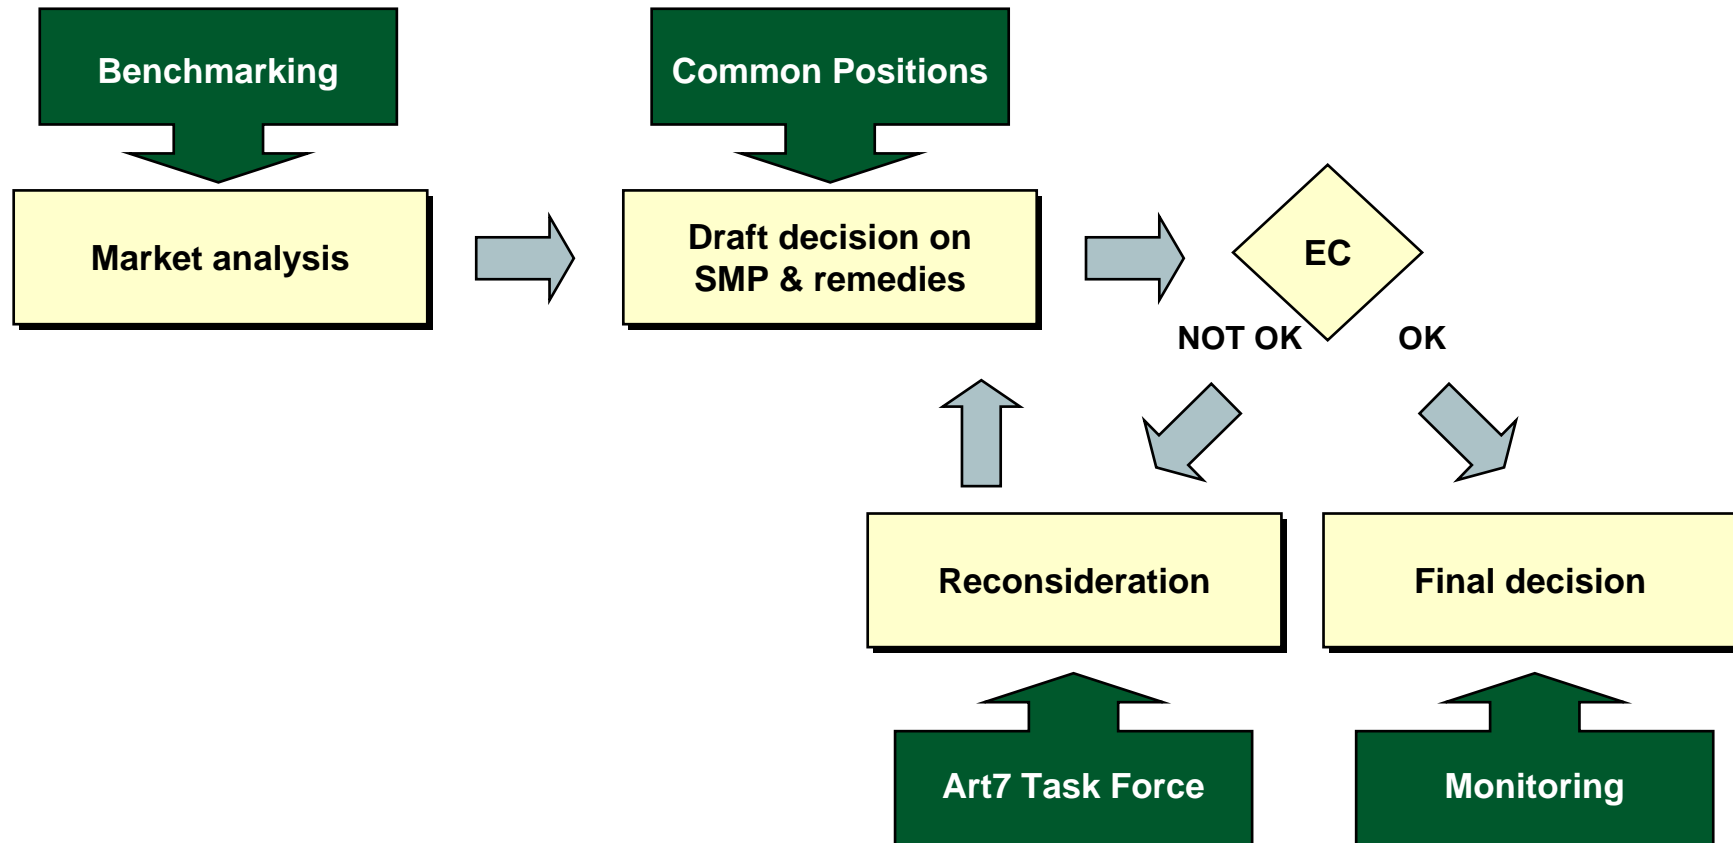 Benchmarking
Common Positions
Market analysis
Draft decision on
SMP & remedies
EC
NOT OK
OK
Reconsideration
Final decision
Art7 Task Force
Monitoring